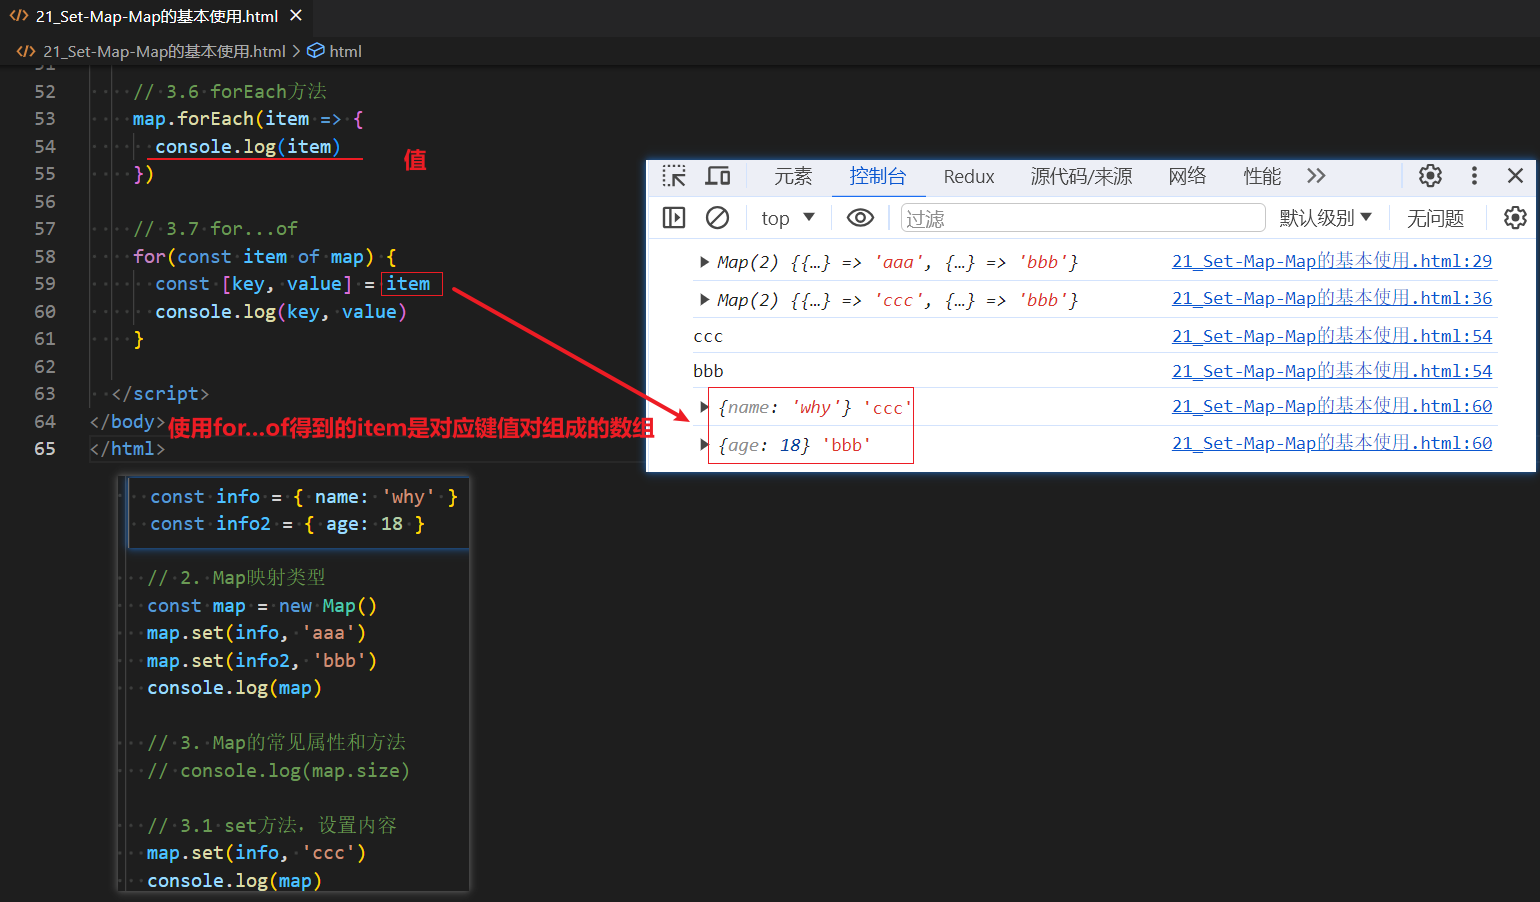 21_Set-Map-Map的基本使用.html
21_Set-Map-Map的基本使用.html > html
51
52 // 3.6 forEach方法
53 map.forEach(item => {
54 console.log(item)
值
55 })
56
57 // 3.7 for...of
58 for(const item of map) {
59 const [key, value] = item
60 console.log(key, value)
61 }
62
63 </script>
64 </body>
使用for...of得到的item是对应键值对组成的数组
65 </html>
const info = { name: 'why' }
const info2 = { age: 18 }
// 2. Map映射类型
const map = new Map()
map.set(info, 'aaa')
map.set(info2, 'bbb')
console.log(map)
// 3. Map的常见属性和方法
// console.log(map.size)
// 3.1 set方法, 设置内容
map.set(info, 'ccc')
console.log(map)
元素 控制台 Redux 源代码/来源 网络 性能
top 过滤 默认级别 无问题
Map(2) {{…} => 'aaa', {…} => 'bbb'} 21_Set-Map-Map的基本使用.html:29
Map(2) {{…} => 'ccc', {…} => 'bbb'} 21_Set-Map-Map的基本使用.html:36
ccc 21_Set-Map-Map的基本使用.html:54
bbb 21_Set-Map-Map的基本使用.html:54
{name: 'why'} 'ccc' 21_Set-Map-Map的基本使用.html:60
{age: 18} 'bbb' 21_Set-Map-Map的基本使用.html:60